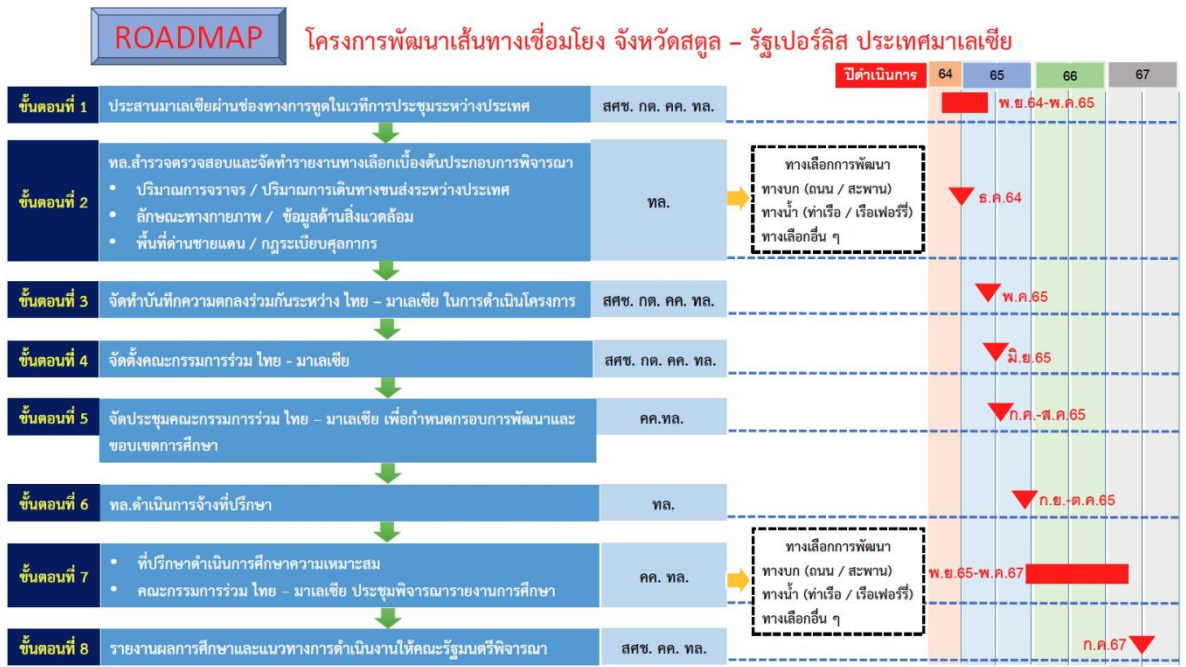 ROADMAP
โครงการพัฒนาเส้นทางเชื่อมโยง จังหวัดสตูล – รัฐเปอร์ลิส ประเทศมาเลเซีย
ปีดำเนินการ 64 65 66 67
ขั้นตอนที่ 1 ประสานมาเลเซียผ่านช่องทางการทูตในเวทีการประชุมระหว่างประเทศ สศช. กต. คค. ทล. พ.ย.64-พ.ค.65
ขั้นตอนที่ 2
ทล.สำรวจตรวจสอบและจัดทำรายงานทางเลือกเบื้องต้นประกอบการพิจารณา
• ปริมาณการจราจร / ปริมาณการเดินทางขนส่งระหว่างประเทศ
• ลักษณะทางกายภาพ / ข้อมูลด้านสิ่งแวดล้อม
• พื้นที่ด่านชายแดน / กฎระเบียบศุลกากร
ทล.
ทางเลือกการพัฒนา
ทางบก (ถนน / สะพาน)
ทางน้ำ (ท่าเรือ / เรือเฟอร์รี่)
ทางเลือกอื่น ๆ
ธ.ค.64
ขั้นตอนที่ 3 จัดทำบันทึกความตกลงร่วมกันระหว่าง ไทย – มาเลเซีย ในการดำเนินโครงการ สศช. กต. คค. ทล. พ.ค.65
ขั้นตอนที่ 4 จัดตั้งคณะกรรมการร่วม ไทย - มาเลเซีย สศช. กต. คค. ทล. มิ.ย.65
ขั้นตอนที่ 5 จัดประชุมคณะกรรมการร่วม ไทย – มาเลเซีย เพื่อกำหนดกรอบการพัฒนาและ คค.ทล. ก.ค.-ส.ค.65
ขอบเขตการศึกษา
ขั้นตอนที่ 6 ทล.ดำเนินการจ้างที่ปรึกษา ทล. ก.ย.-ต.ค.65
ขั้นตอนที่ 7
• ที่ปรึกษาดำเนินการศึกษาความเหมาะสม
• คณะกรรมการร่วม ไทย – มาเลเซีย ประชุมพิจารณารายงานการศึกษา
คค. ทล.
ทางเลือกการพัฒนา
ทางบก (ถนน / สะพาน)
ทางน้ำ (ท่าเรือ / เรือเฟอร์รี่)
ทางเลือกอื่น ๆ
พ.ย.65-พ.ค.67
ขั้นตอนที่ 8 รายงานผลการศึกษาและแนวทางการดำเนินงานให้คณะรัฐมนตรีพิจารณา สศช. คค. ทล. ก.ค.67